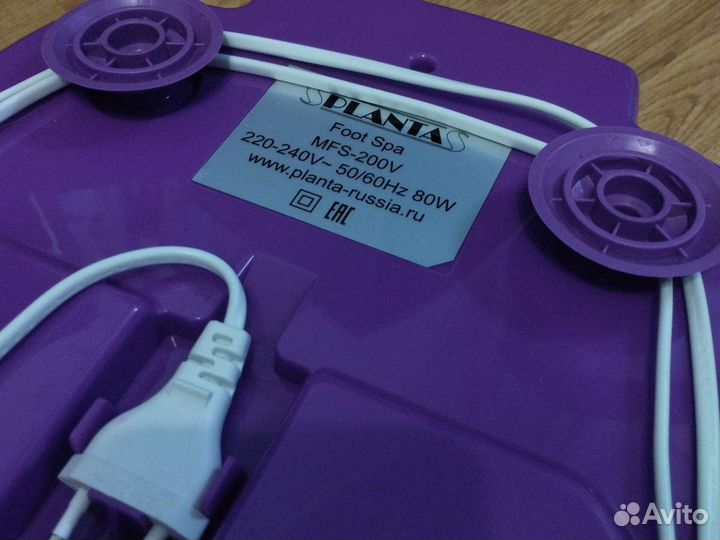 PLANTA
Foot Spa
MFS-200V
220-240V~ 50/60Hz 80W
www.planta-russia.ru
EAC
Avito